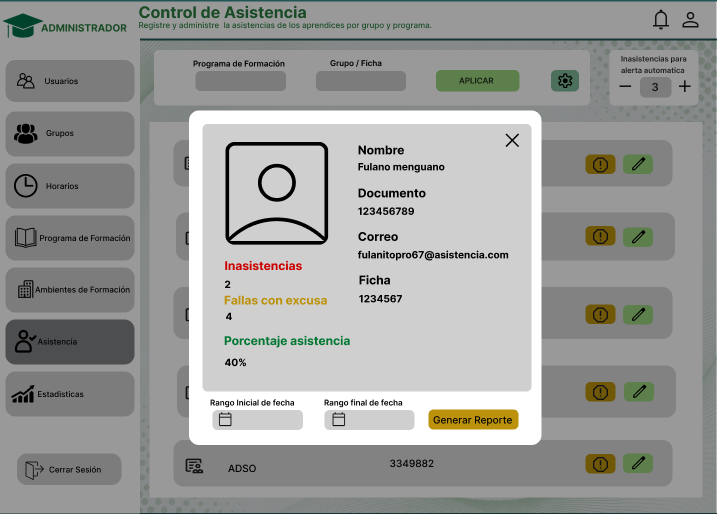 ADMINISTRADOR
Control de Asistencia
Registre y administre la asistencias de los aprendices por grupo y programa.
Usuarios
Grupos
Horarios
Programa de Formación
Ambientes de Formación
Asistencia
Estadisticas
Cerrar Sesión
Programa de Formación
Grupo / Ficha
APLICAR
Inasistencias para
alerta automatica
3
Nombre
Fulano menguano
Documento
123456789
Correo
fulanitopro67@asistencia.com
Ficha
1234567
Inasistencias
2
Fallas con excusa
4
Porcentaje asistencia
40%
Rango Inicial de fecha
Rango final de fecha
Generar Reporte
ADSO
3349882